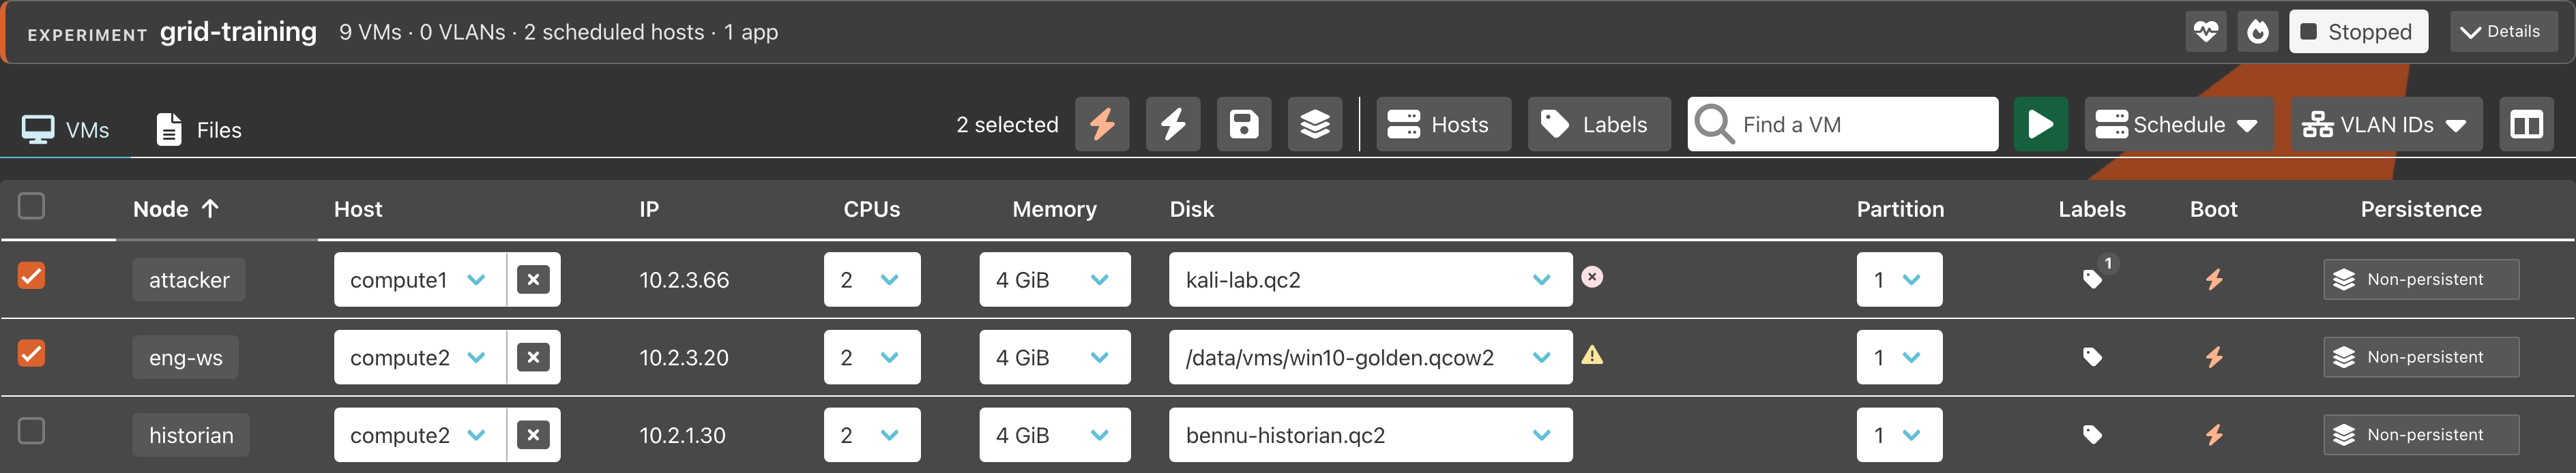 EXPERIMENT grid-training 9 VMs · 0 VLANs · 2 scheduled hosts · 1 app Stopped Details
VMs Files 2 selected Hosts Labels Find a VM Schedule VLAN IDs
Node Host IP CPUs Memory Disk Partition Labels Boot Persistence
attacker compute1 10.2.3.66 2 4 GiB kali-lab.qc2 1 1 Non-persistent
eng-ws compute2 10.2.3.20 2 4 GiB /data/vms/win10-golden.qcow2 1 Non-persistent
historian compute2 10.2.1.30 2 4 GiB bennu-historian.qc2 1 Non-persistent